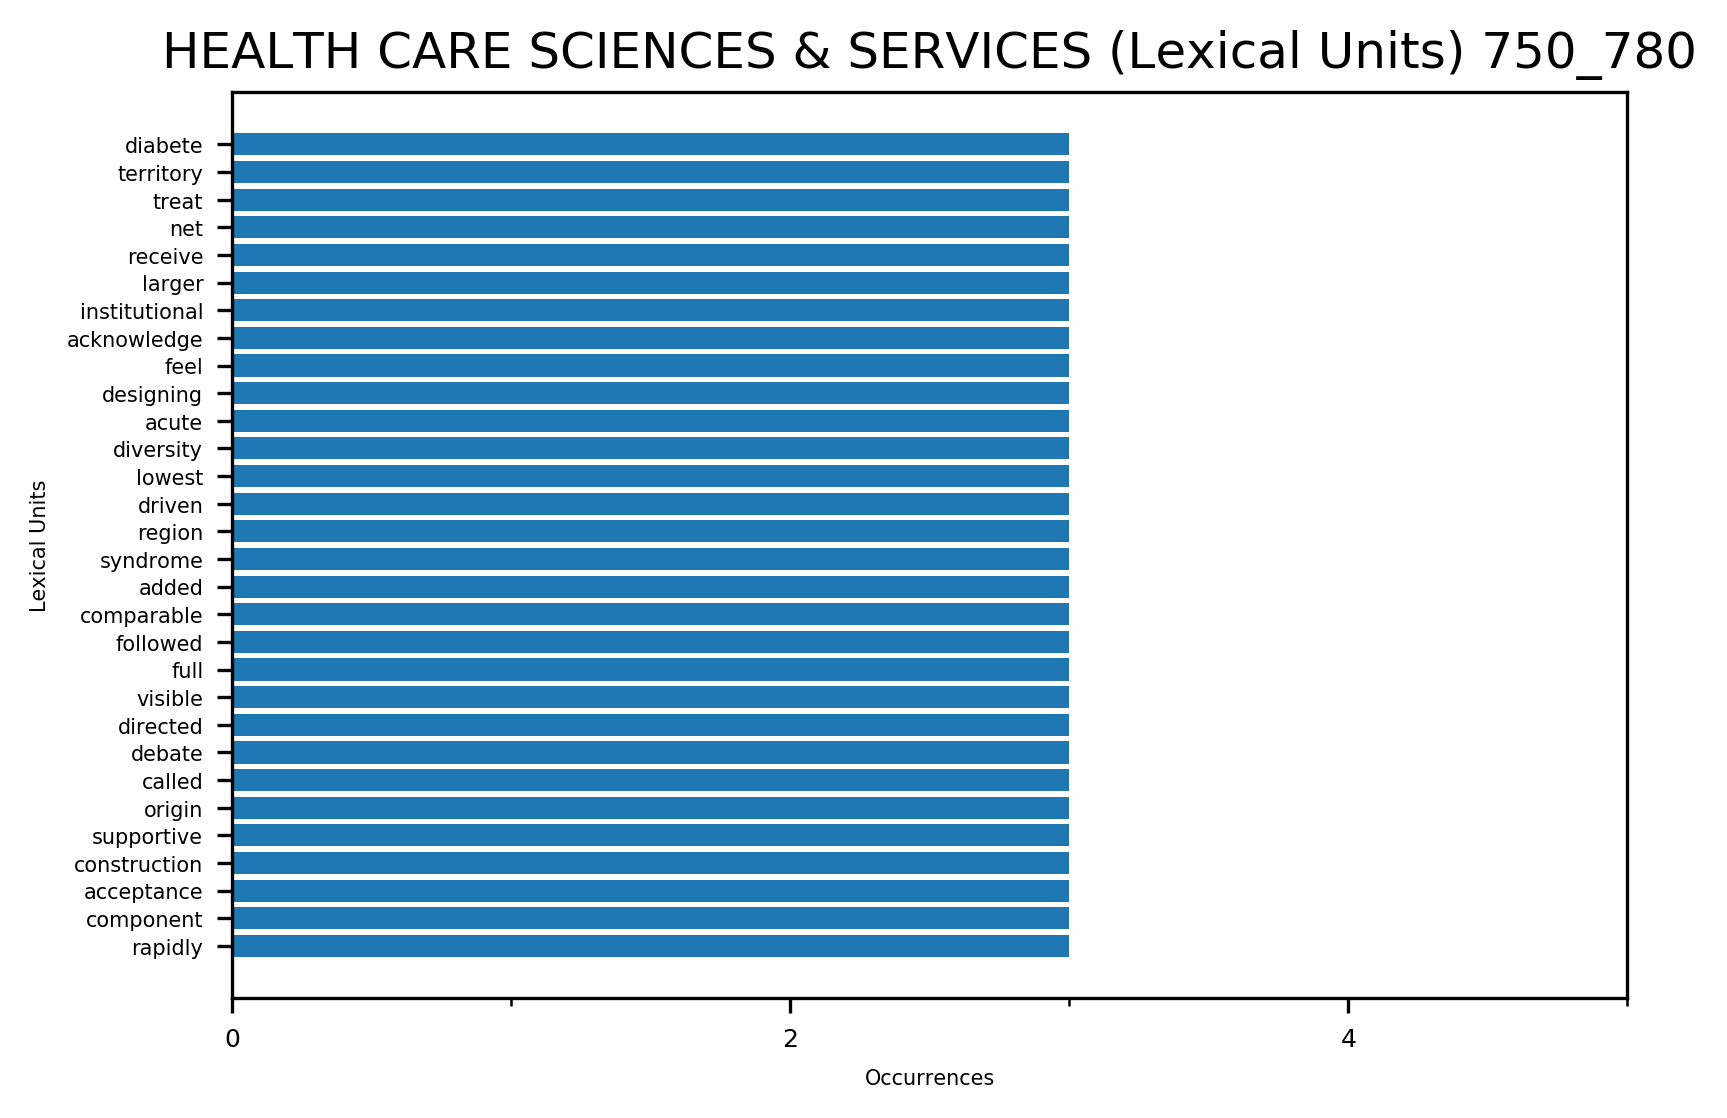 HEALTH CARE SCIENCES & SERVICES (Lexical Units) 750_780
diabete
territory
treat
net
receive
larger
institutional
acknowledge
feel
designing
acute
diversity
lowest
driven
region
syndrome
added
comparable
followed
full
visible
directed
debate
called
origin
supportive
construction
acceptance
component
rapidly
Lexical Units
0 2 4
Occurrences